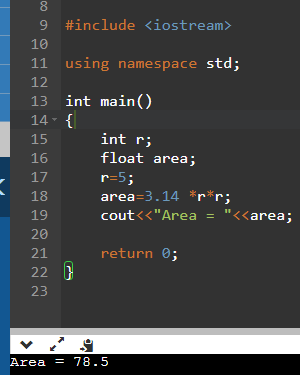 8
9 #include <iostream>
10
11 using namespace std;
12
13 int main()
14 {
15     int r;
16     float area;
17     r=5;
18     area=3.14 *r*r;
19     cout<<"Area = "<<area;
20
21     return 0;
22 }
23
Area = 78.5